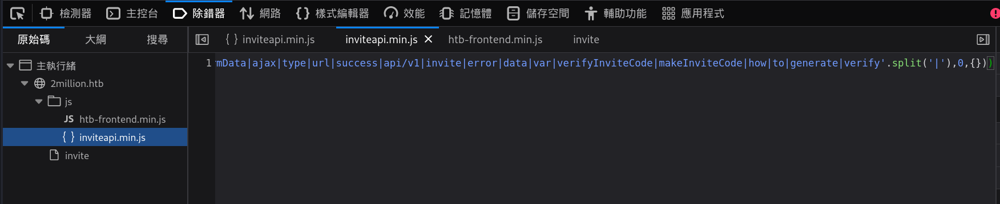 檢測器 主控台 除錯器 網路 樣式編輯器 效能 記憶體 儲存空間 輔助功能 應用程式
原始碼 大綱 搜尋 { } inviteapi.min.js inviteapi.min.js htb-frontend.min.js invite
主執行緒
2million.htb
js
JS htb-frontend.min.js
{ } inviteapi.min.js
invite
1 mData|ajax|type|url|success|api/v1|invite|error|data|var|verifyInviteCode|makeInviteCode|how|to|generate|verify'.split('|'),0,{}))